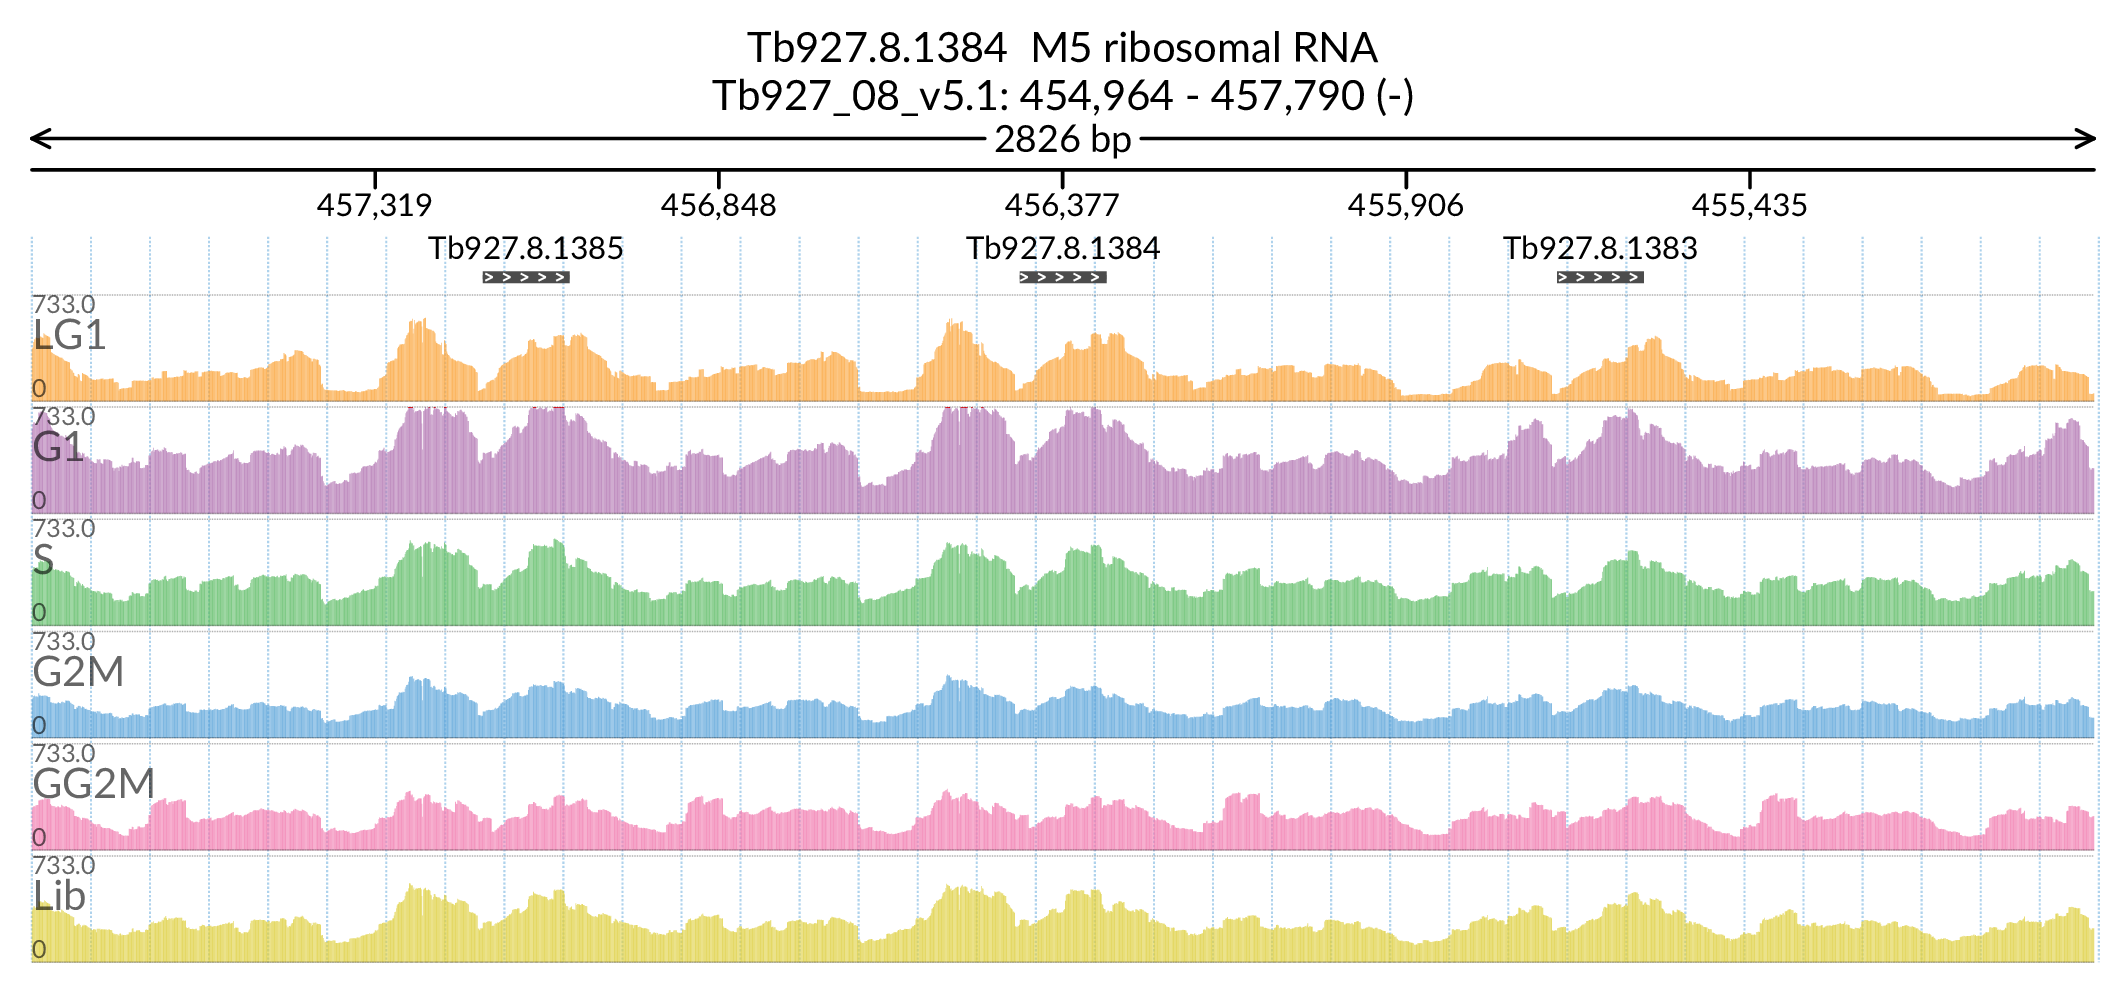 Tb927.8.1384  M5 ribosomal RNA
Tb927_08_v5.1: 454,964 - 457,790 (-)
2826 bp
457,319 456,848 456,377 455,906 455,435
Tb927.8.1385 Tb927.8.1384 Tb927.8.1383
733.0
LG1
0
733.0
G1
0
733.0
S
0
733.0
G2M
0
733.0
GG2M
0
733.0
Lib
0